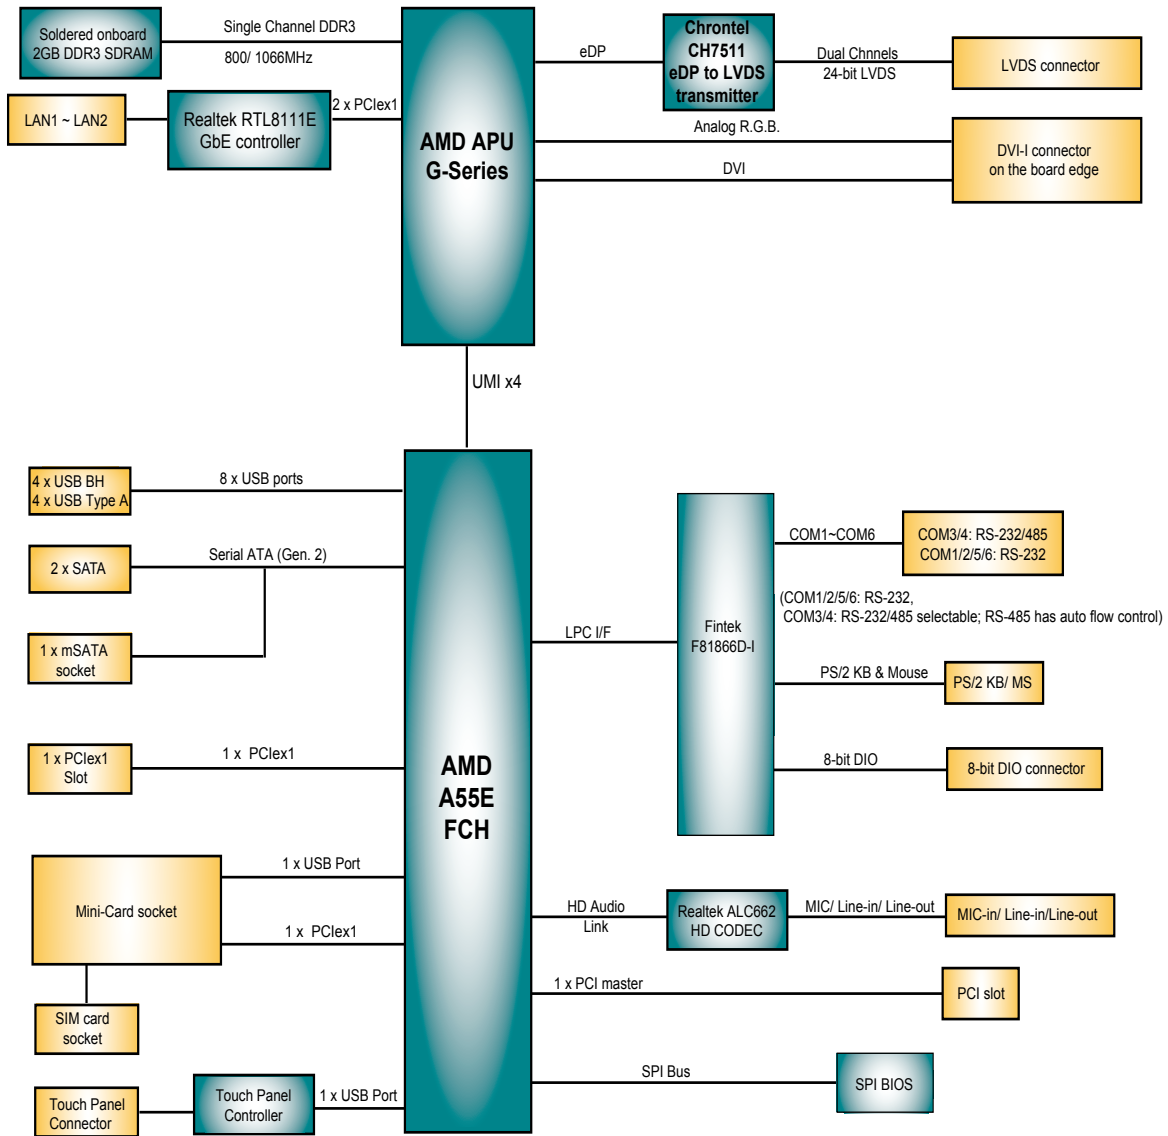 Soldered onboard
2GB DDR3 SDRAM
Single Channel DDR3
800/ 1066MHz
LAN1 ~ LAN2
Realtek RTL8111E
GbE controller
2 x PCIex1
AMD APU
G-Series
eDP
Chrontel
CH7511
eDP to LVDS
transmitter
Dual Chnnels
24-bit LVDS
LVDS connector
Analog R.G.B.
DVI
DVI-I connector
on the board edge
UMI x4
4 x USB BH
4 x USB Type A
8 x USB ports
2 x SATA
Serial ATA (Gen. 2)
1 x mSATA
socket
1 x PCIex1
Slot
1 x PCIex1
Mini-Card socket
1 x USB Port
1 x PCIex1
SIM card
socket
Touch Panel
Connector
Touch Panel
Controller
1 x USB Port
AMD
A55E
FCH
LPC I/F
Fintek
F81866D-I
COM1~COM6
COM3/4: RS-232/485
COM1/2/5/6: RS-232
(COM1/2/5/6: RS-232,
COM3/4: RS-232/485 selectable; RS-485 has auto flow control)
PS/2 KB & Mouse
PS/2 KB/ MS
8-bit DIO
8-bit DIO connector
HD Audio
Link
Realtek ALC662
HD CODEC
MIC/ Line-in/ Line-out
MIC-in/ Line-in/Line-out
1 x PCI master
PCI slot
SPI Bus
SPI BIOS